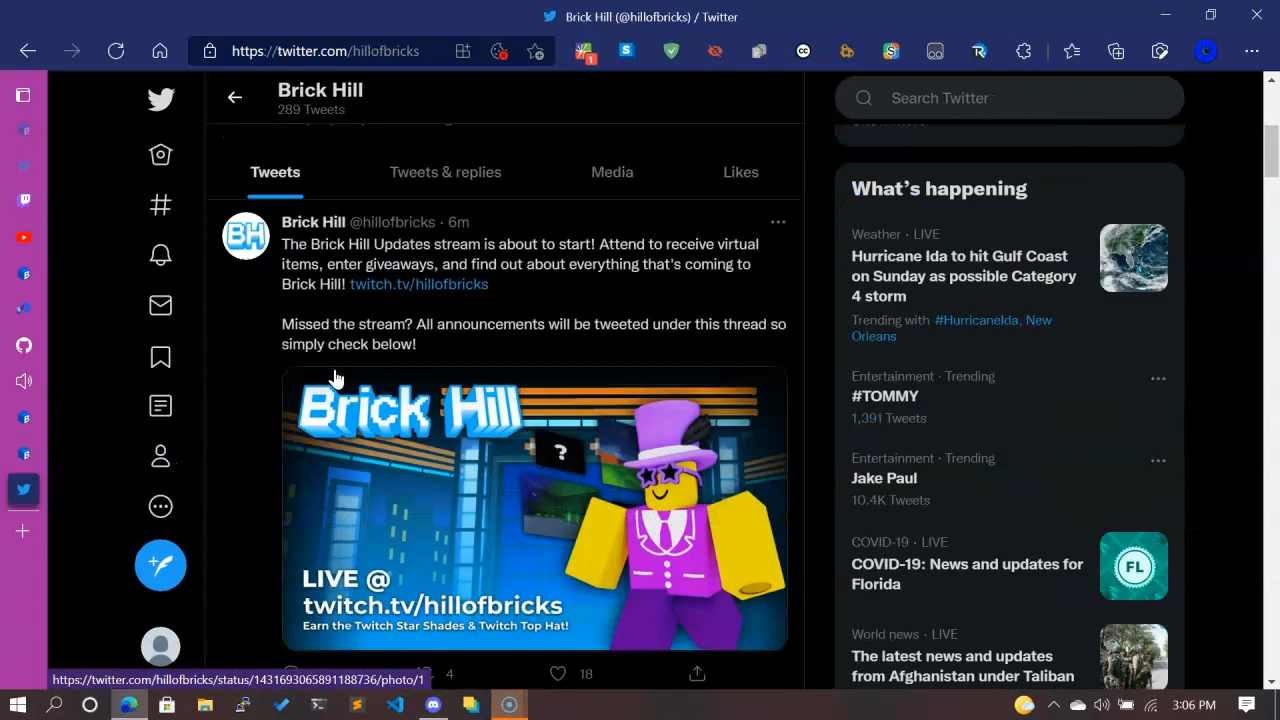 Brick Hill (@hillofbricks) / Twitter
https://twitter.com/hillofbricks
1
Brick Hill
289 Tweets
Search Twitter
Tweets
Tweets & replies
Media
Likes
What's happening
BH
Brick Hill @hillofbricks · 6m
The Brick Hill Updates stream is about to start! Attend to receive virtual
items, enter giveaways, and find out about everything that's coming to
Brick Hill! twitch.tv/hillofbricks
Missed the stream? All announcements will be tweeted under this thread so
simply check below!
Brick Hill
?
LIVE @
twitch.tv/hillofbricks
Earn the Twitch Star Shades & Twitch Top Hat!
4
18
Weather · LIVE
Hurricane Ida to hit Gulf Coast
on Sunday as possible Category
4 storm
Trending with #HurricaneIda, New
Orleans
Entertainment · Trending
#TOMMY
1,391 Tweets
Entertainment · Trending
Jake Paul
10.4K Tweets
COVID-19 · LIVE
COVID-19: News and updates for
Florida
FL
World news · LIVE
The latest news and updates
from Afghanistan under Taliban
https://twitter.com/hillofbricks/status/1431693065891188736/photo/1
3:06 PM